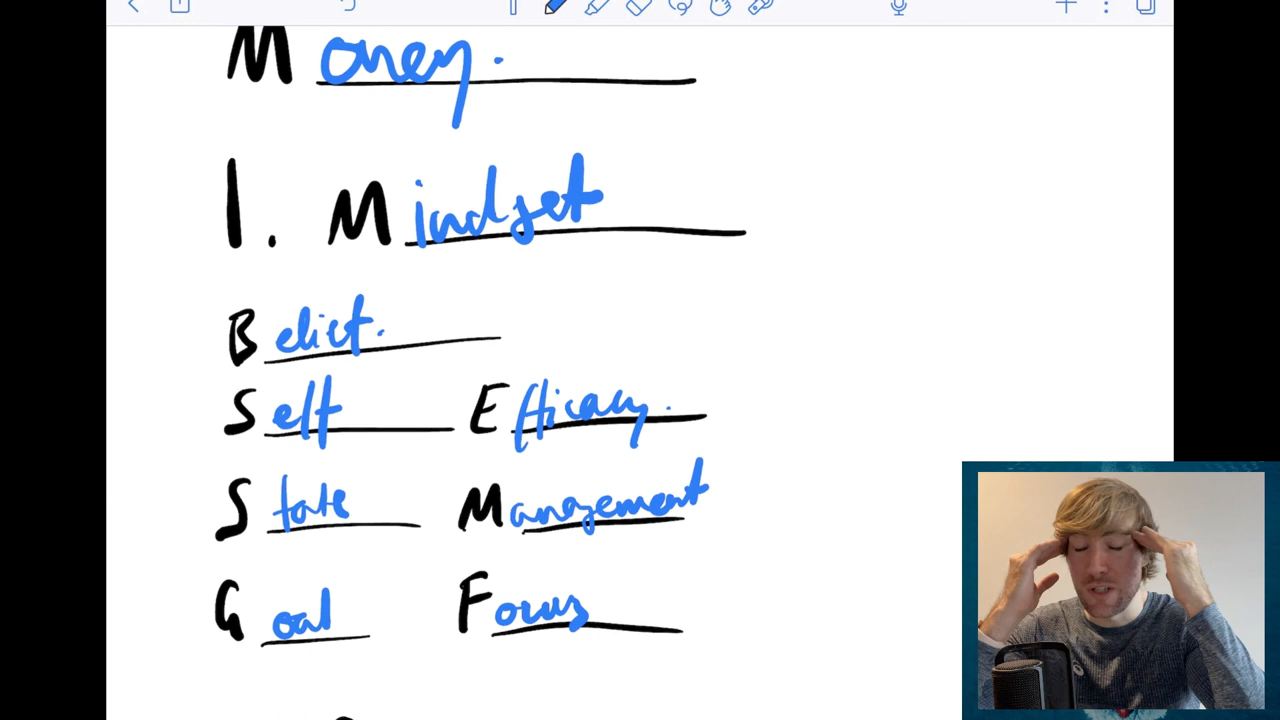 Money.
1. Mindset
Belief.
Self Efficacy.
State Management
Goal Focus